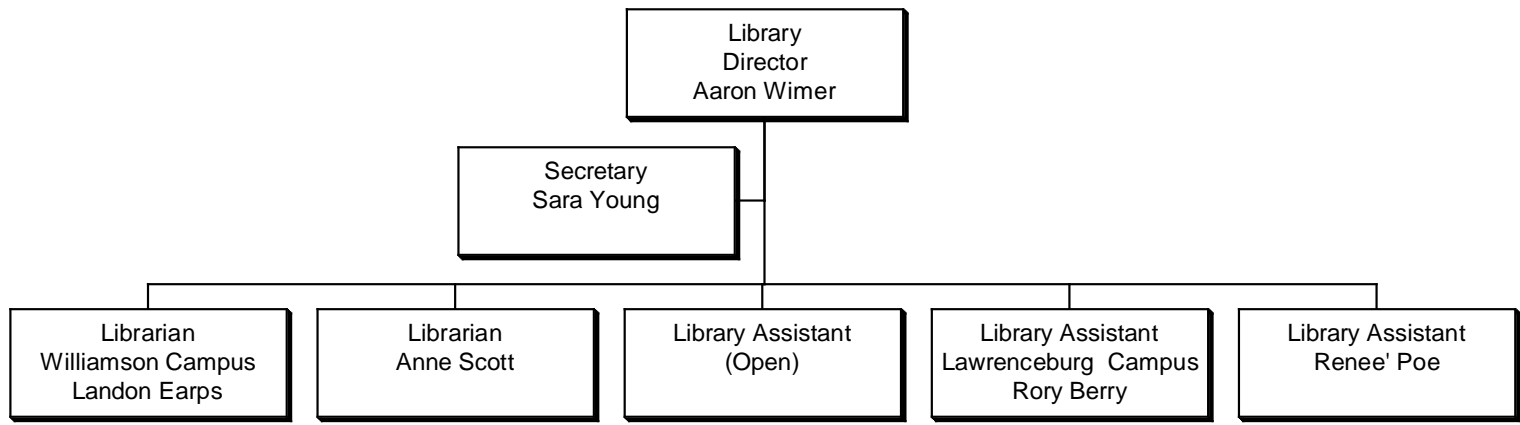 Library
Director
Aaron Wimer
Secretary
Sara Young
Librarian
Williamson Campus
Landon Earps
Librarian
Anne Scott
Library Assistant
(Open)
Library Assistant
Lawrenceburg  Campus
Rory Berry
Library Assistant
Renee' Poe